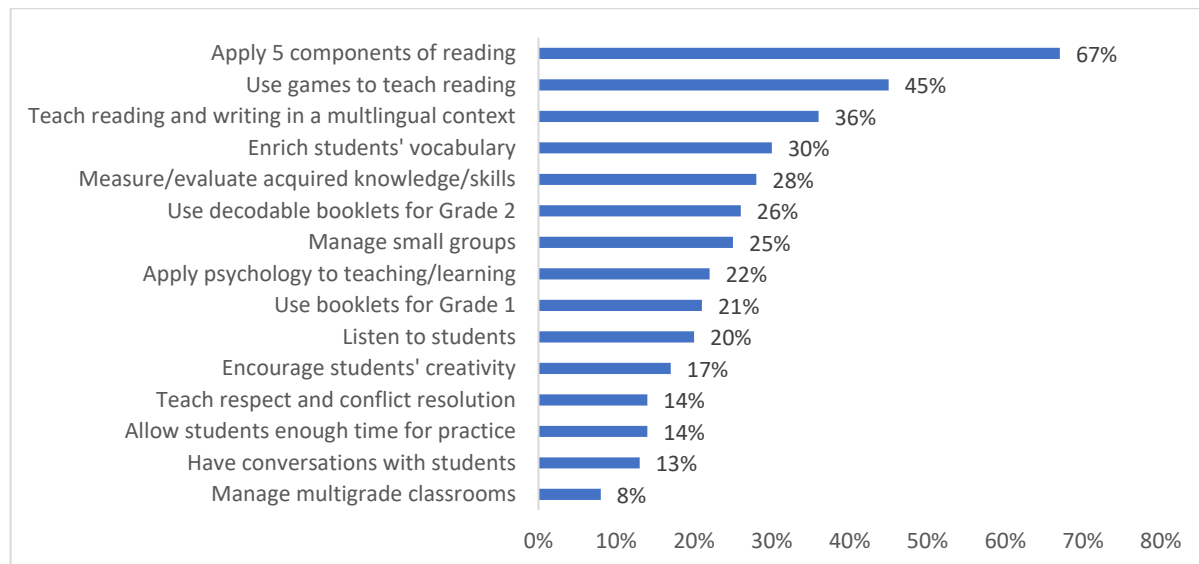 Apply 5 components of reading 67%
Use games to teach reading 45%
Teach reading and writing in a multlingual context 36%
Enrich students' vocabulary 30%
Measure/evaluate acquired knowledge/skills 28%
Use decodable booklets for Grade 2 26%
Manage small groups 25%
Apply psychology to teaching/learning 22%
Use booklets for Grade 1 21%
Listen to students 20%
Encourage students' creativity 17%
Teach respect and conflict resolution 14%
Allow students enough time for practice 14%
Have conversations with students 13%
Manage multigrade classrooms 8%
0% 10% 20% 30% 40% 50% 60% 70% 80%